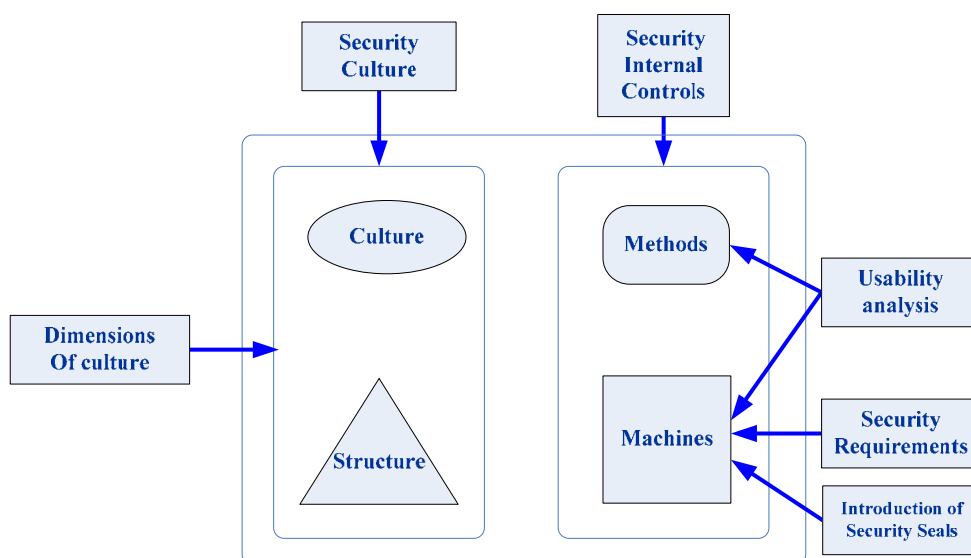 Security
Culture
Security
Internal
Controls
Culture
Methods
Usability
analysis
Dimensions
Of culture
Structure
Machines
Security
Requirements
Introduction of
Security Seals